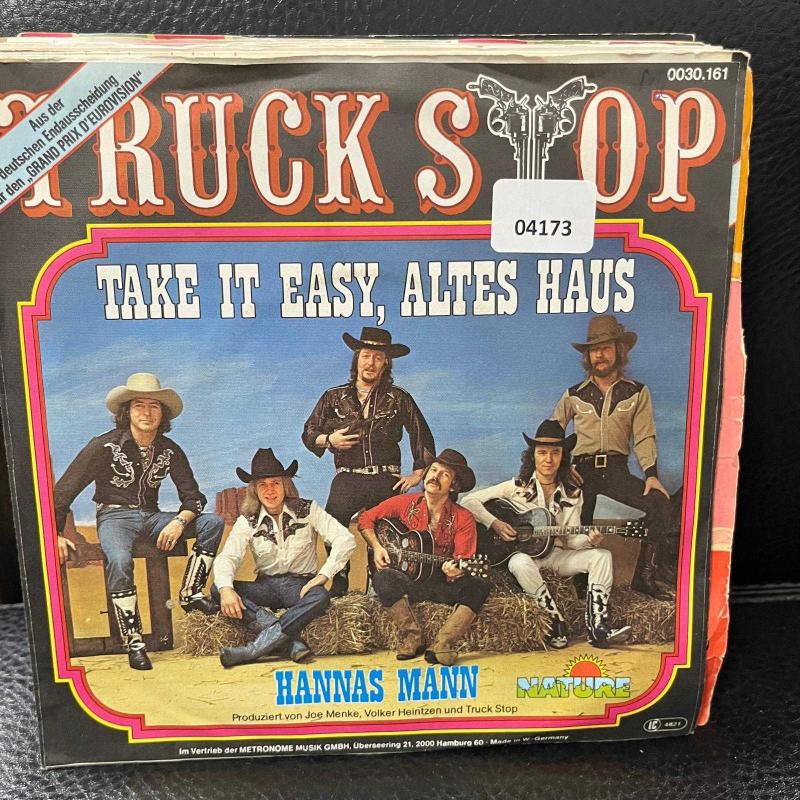 Aus der
deutschen Endausscheidung
für den „GRAND PRIX D'EUROVISION"
0030.161
TRUCK STOP
04173
TAKE IT EASY, ALTES HAUS
HANNAS MANN
NATURE
Produziert von Joe Menke, Volker Heintzen und Truck Stop
LC 4821
Im Vertrieb der METRONOME MUSIK GMBH, Überseering 21, 2000 Hamburg 60 · Made in W.-Germany